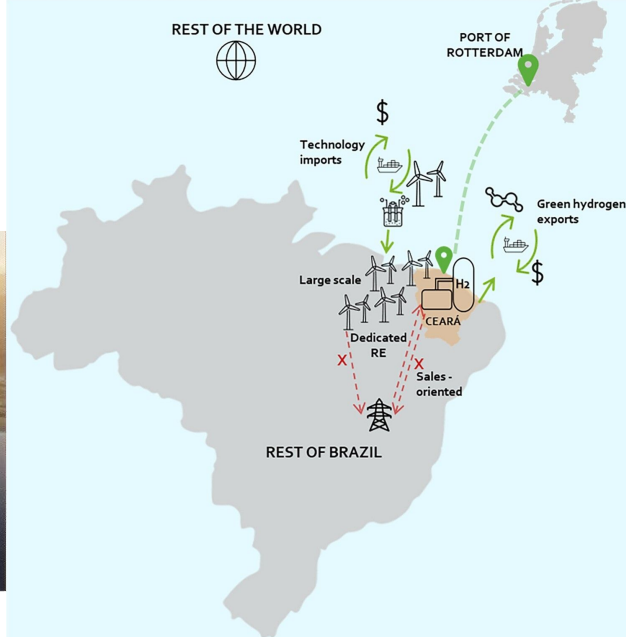 REST OF THE WORLD
PORT OF
ROTTERDAM
$
Technology
imports
Green hydrogen
exports
$
Large scale
H2
CEARÁ
Dedicated
RE
X
X
Sales -
oriented
REST OF BRAZIL